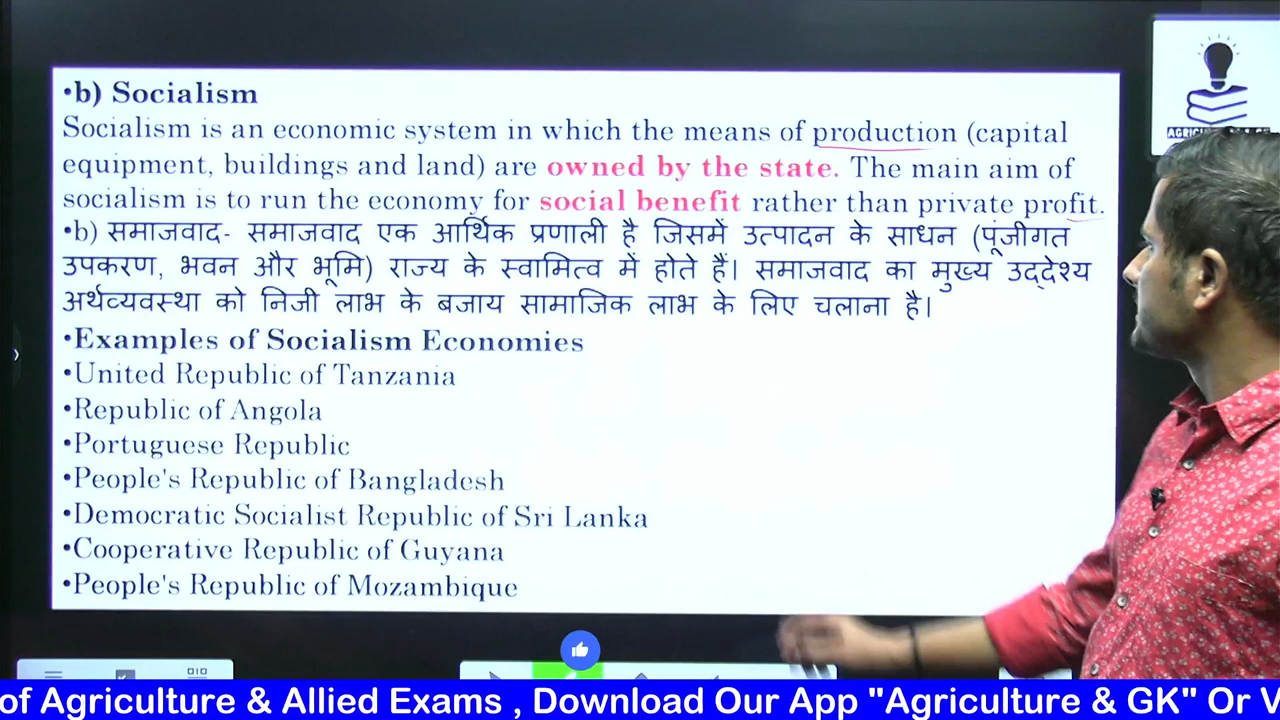 •b) Socialism
Socialism is an economic system in which the means of production (capital
equipment, buildings and land) are owned by the state. The main aim of
socialism is to run the economy for social benefit rather than private profit.
•b) समाजवाद- समाजवाद एक आर्थिक प्रणाली है जिसमें उत्पादन के साधन (पूंजीगत
उपकरण, भवन और भूमि) राज्य के स्वामित्व में होते हैं। समाजवाद का मुख्य उद्देश्य
अर्थव्यवस्था को निजी लाभ के बजाय सामाजिक लाभ के लिए चलाना है।
•Examples of Socialism Economies
•United Republic of Tanzania
•Republic of Angola
•Portuguese Republic
•People's Republic of Bangladesh
•Democratic Socialist Republic of Sri Lanka
•Cooperative Republic of Guyana
•People's Republic of Mozambique
of Agriculture & Allied Exams , Download Our App "Agriculture & GK" Or V